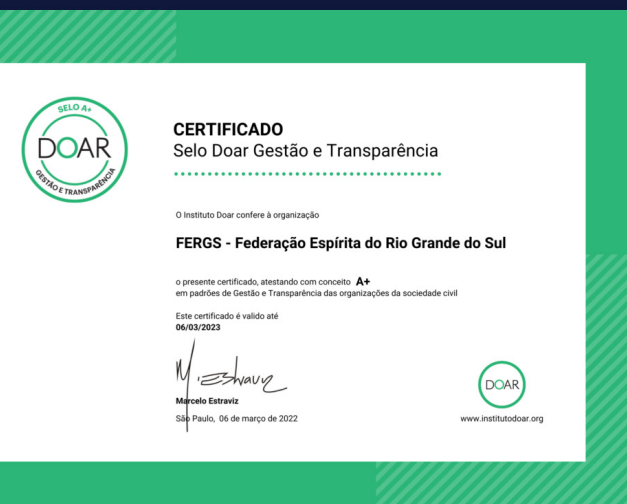 SELO A+
DOAR
GESTÃO E TRANSPARÊNCIA
CERTIFICADO
Selo Doar Gestão e Transparência
O Instituto Doar confere à organização
FERGS - Federação Espírita do Rio Grande do Sul
o presente certificado, atestando com conceito A+
em padrões de Gestão e Transparência das organizações da sociedade civil
Este certificado é valido até
06/03/2023
M. Estraviz
Marcelo Estraviz
São Paulo, 06 de março de 2022
DOAR
www.institutodoar.org